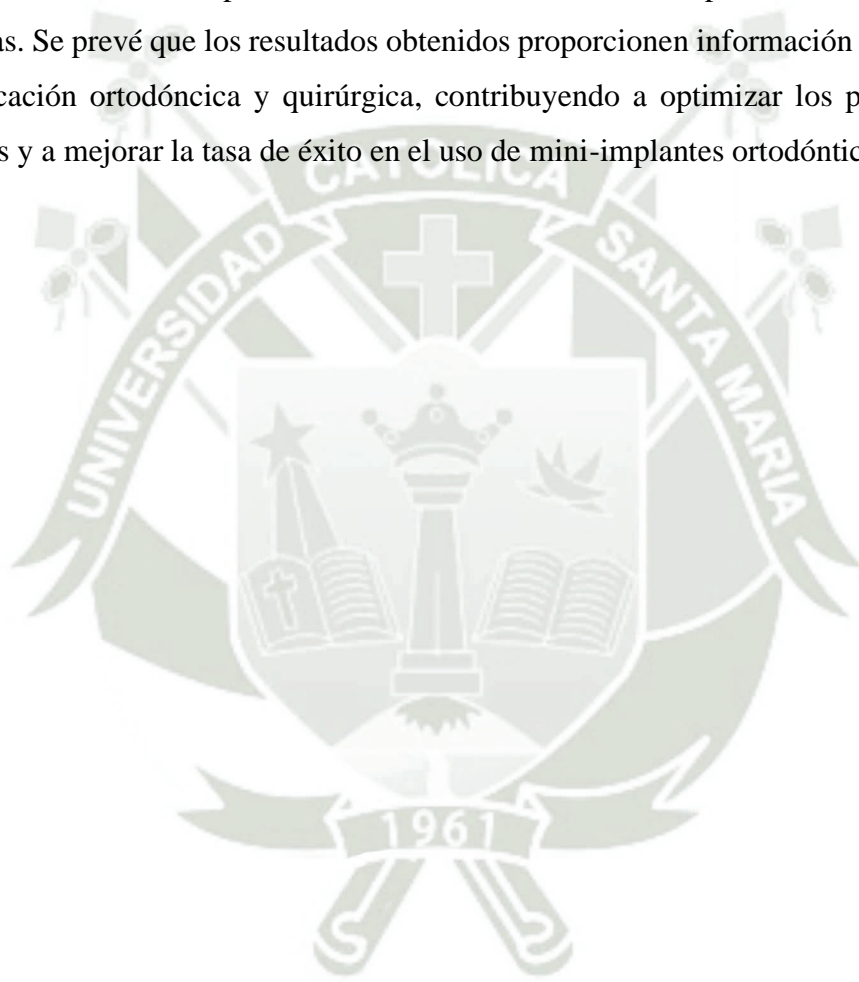 as. Se prevé que los resultados obtenidos proporcionen información
cación ortodóncica y quirúrgica, contribuyendo a optimizar los p
s y a mejorar la tasa de éxito en el uso de mini-implantes ortodóntic
UNIVERSIDAD CATOLICA SANTA MARIA
1961